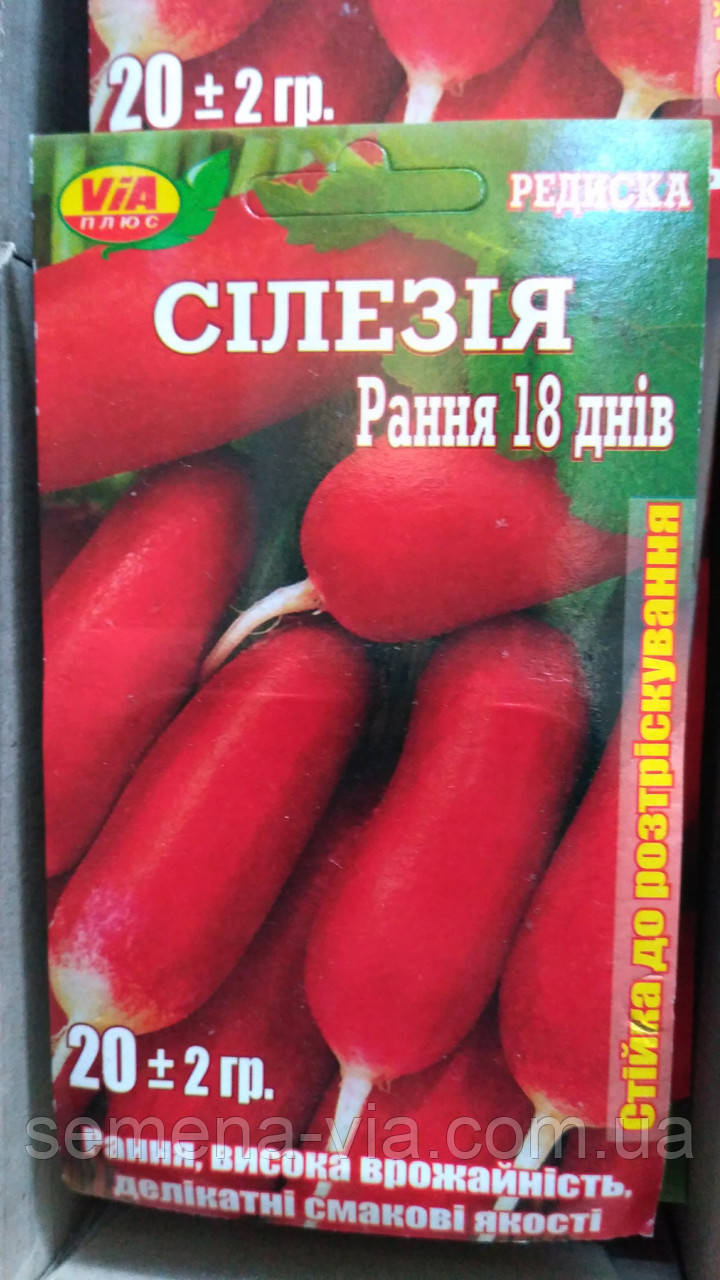 20 ± 2 гр.
ViA
плюс
РЕДИСКА
СІЛЕЗІЯ
Рання 18 днів
Стійка до розтріскування
20 ± 2 гр.
semena-via.com.ua
Рання, висока врожайність,
делікатні смакові якості